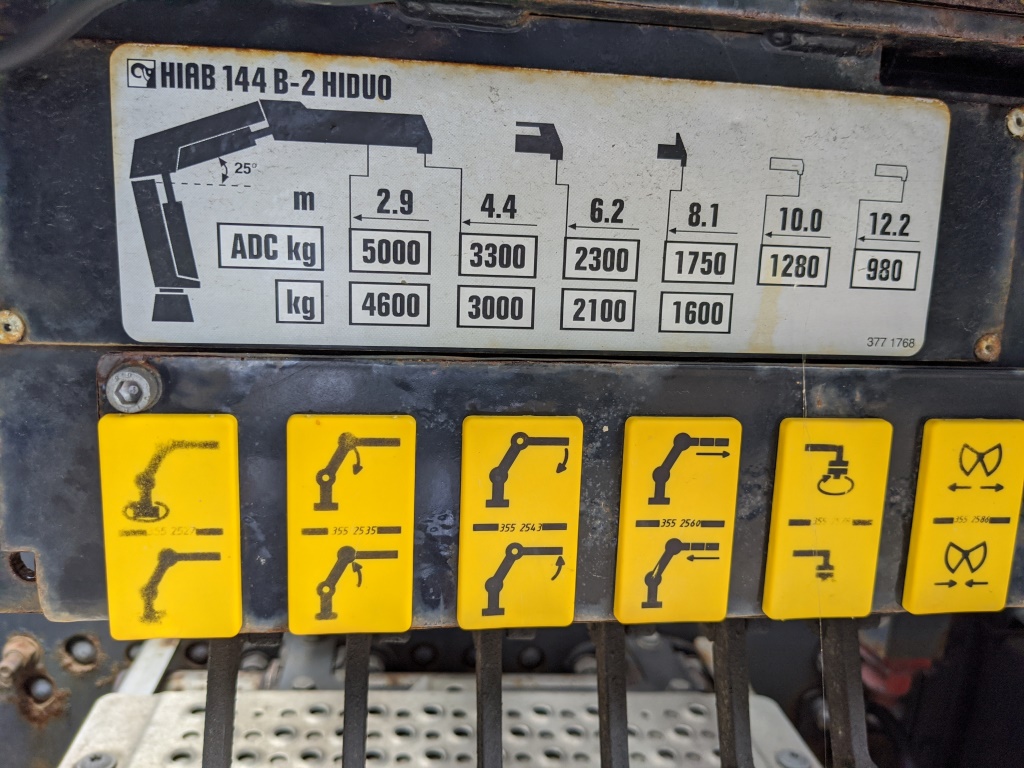 HIAB 144 B-2 HIDUO
25°
m 2.9 4.4 6.2 8.1 10.0 12.2
ADC kg 5000 3300 2300 1750 1280 980
kg 4600 3000 2100 1600
377 1768
355 2527 355 2535 355 2543 355 2560 355 2586